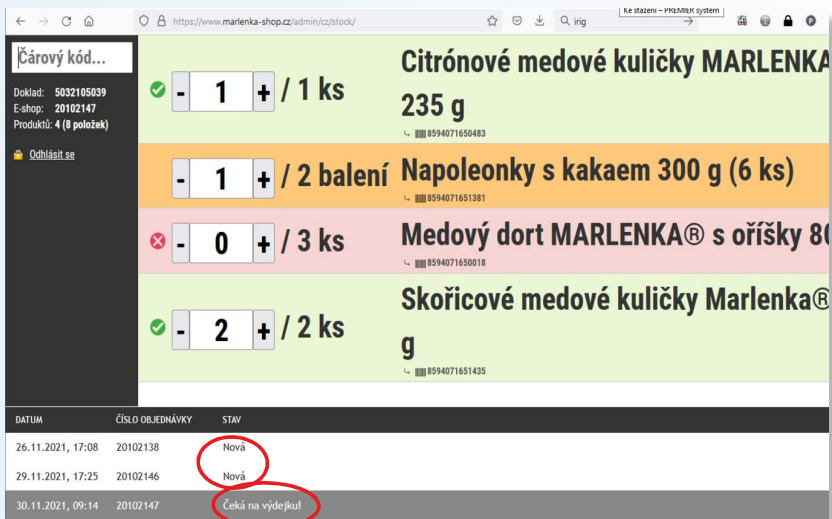 Ke stažení – PREMIER system
https://www.marlenka-shop.cz/admin/cz/stock/
irig
Čárový kód...
Doklad: 5032105039
E-shop: 20102147
Produktů: 4 (8 položek)
Odhlásit se
- 1 + / 1 ks
Citrónové medové kuličky MARLENKA
235 g
8594071650483
- 1 + / 2 balení
Napoleonky s kakaem 300 g (6 ks)
8594071651381
- 0 + / 3 ks
Medový dort MARLENKA® s oříšky 80
8594071650018
- 2 + / 2 ks
Skořicové medové kuličky Marlenka®
g
8594071651435
DATUM ČÍSLO OBJEDNÁVKY STAV
26.11.2021, 17:08 20102138 Nová
29.11.2021, 17:25 20102146 Nová
30.11.2021, 09:14 20102147 Čeká na výdejku!